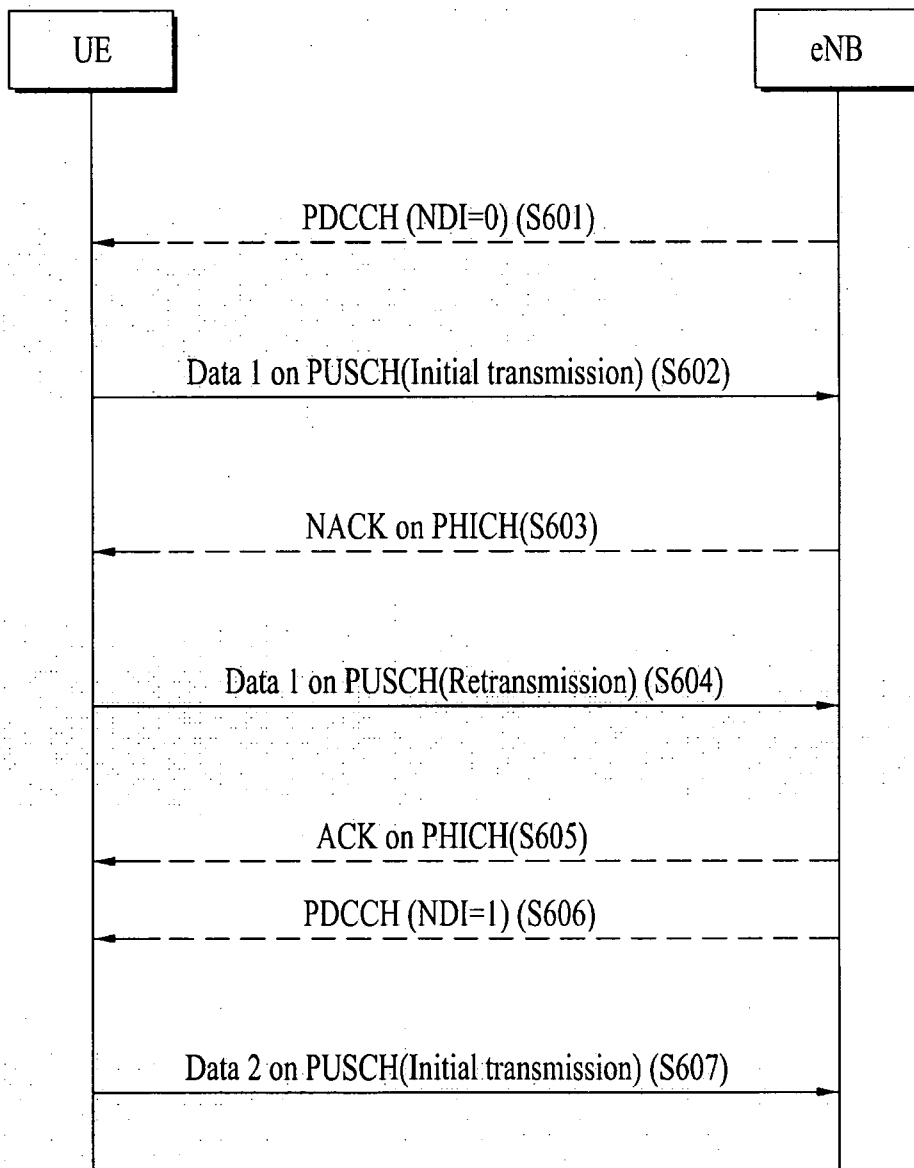 UE
eNB
PDCCH (NDI=0) (S601)
Data 1 on PUSCH(Initial transmission) (S602)
NACK on PHICH(S603)
Data 1 on PUSCH(Retransmission) (S604)
ACK on PHICH(S605)
PDCCH (NDI=1) (S606)
Data 2 on PUSCH(Initial transmission) (S607)